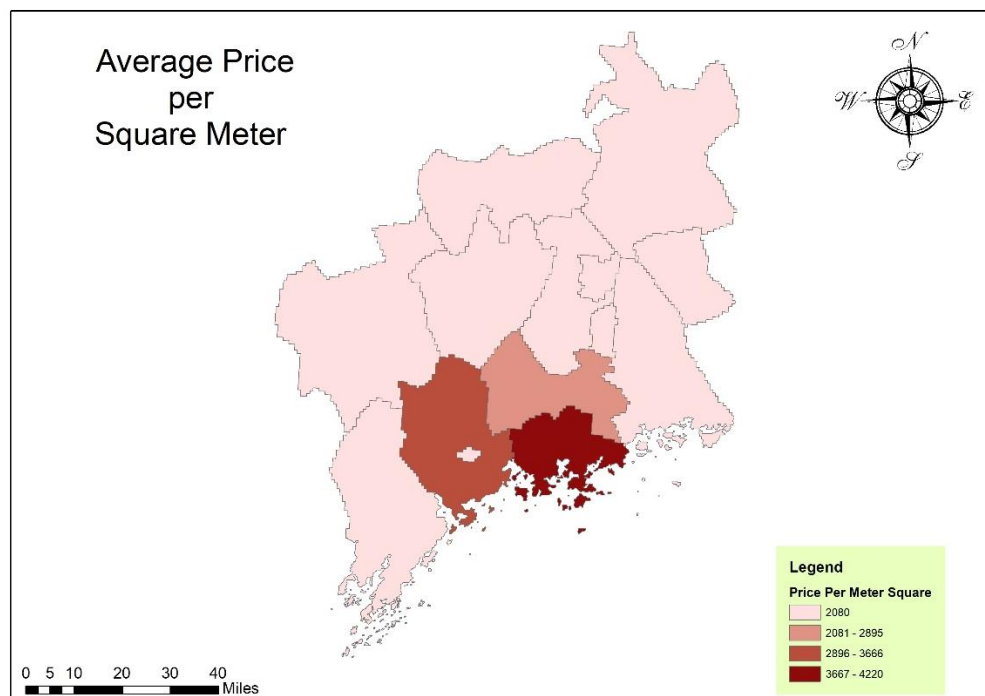 Average Price
per
Square Meter
N
W
E
S
Legend
Price Per Meter Square
2080
2081 - 2895
2896 - 3666
3667 - 4220
0 5 10 20 30 40
Miles